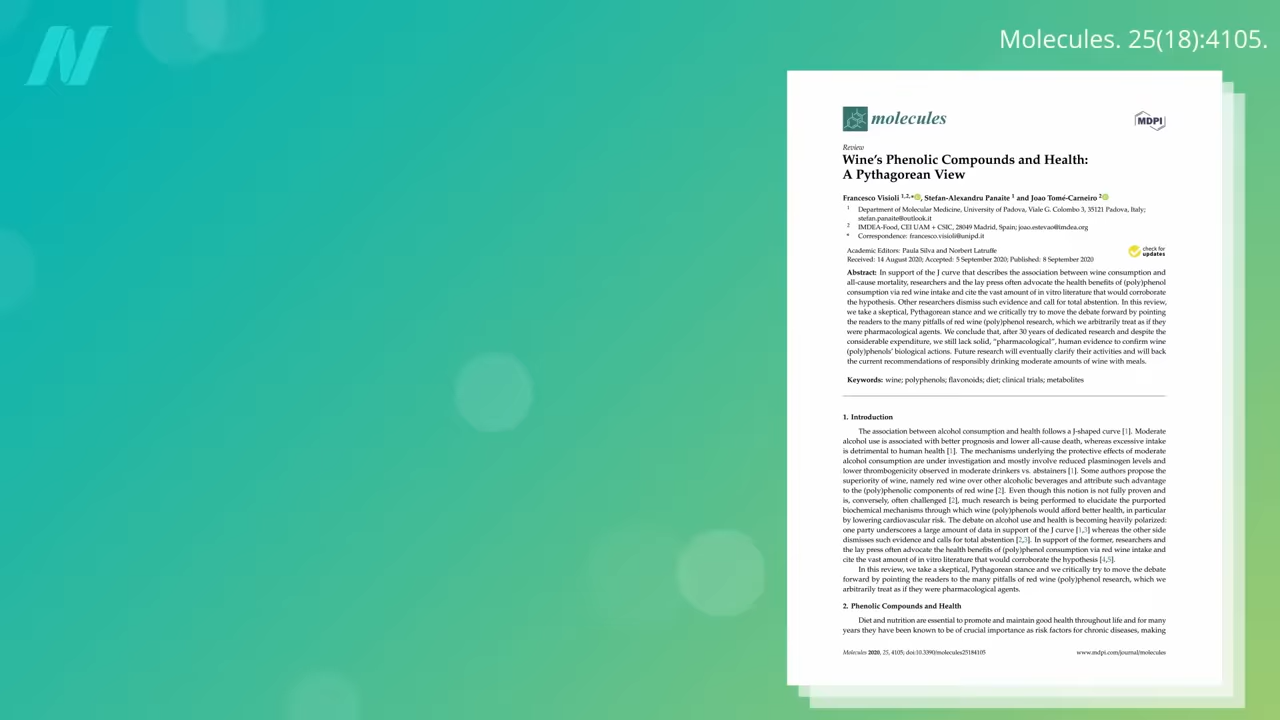 Molecules. 25(18):4105.
molecules
MDPI
Review
Wine's Phenolic Compounds and Health:
A Pythagorean View
Francesco Visioli 1,2,*, Stefan-Alexandru Panaite 1 and Joao Tomé-Carneiro 2
1 Department of Molecular Medicine, University of Padova, Viale G. Colombo 3, 35121 Padova, Italy;
stefan.panaite@outlook.it
2 IMDEA-Food, CEI UAM + CSIC, 28049 Madrid, Spain; joao.estevao@imdea.org
* Correspondence: francesco.visioli@unipd.it
Academic Editors: Paula Silva and Norbert Latruffe
Received: 14 August 2020; Accepted: 5 September 2020; Published: 8 September 2020
check for
updates
Abstract: In support of the J curve that describes the association between wine consumption and
all-cause mortality, researchers and the lay press often advocate the health benefits of (poly)phenol
consumption via red wine intake and cite the vast amount of in vitro literature that would corroborate
the hypothesis. Other researchers dismiss such evidence and call for total abstention. In this review,
we take a skeptical, Pythagorean stance and we critically try to move the debate forward by pointing
the readers to the many pitfalls of red wine (poly)phenol research, which we arbitrarily treat as if they
were pharmacological agents. We conclude that, after 30 years of dedicated research and despite the
considerable expenditure, we still lack solid, "pharmacological", human evidence to confirm wine
(poly)phenols' biological actions. Future research will eventually clarify their activities and will back
the current recommendations of responsibly drinking moderate amounts of wine with meals.
Keywords: wine; polyphenols; flavonoids; diet; clinical trials; metabolites
1. Introduction
The association between alcohol consumption and health follows a J-shaped curve [1]. Moderate
alcohol use is associated with better prognosis and lower all-cause death, whereas excessive intake
is detrimental to human health [1]. The mechanisms underlying the protective effects of moderate
alcohol consumption are under investigation and mostly involve reduced plasminogen levels and
lower thrombogenicity observed in moderate drinkers vs. abstainers [1]. Some authors propose the
superiority of wine, namely red wine over other alcoholic beverages and attribute such advantage
to the (poly)phenolic components of red wine [2]. Even though this notion is not fully proven and
is, conversely, often challenged [2], much research is being performed to elucidate the purported
biochemical mechanisms through which wine (poly)phenols would afford better health, in particular
by lowering cardiovascular risk. The debate on alcohol use and health is becoming heavily polarized:
one party underscores a large amount of data in support of the J curve [1,3] whereas the other side
dismisses such evidence and calls for total abstention [2,3]. In support of the former, researchers and
the lay press often advocate the health benefits of (poly)phenol consumption via red wine intake and
cite the vast amount of in vitro literature that would corroborate the hypothesis [4,5].
In this review, we take a skeptical, Pythagorean stance and we critically try to move the debate
forward by pointing the readers to the many pitfalls of red wine (poly)phenol research, which we
arbitrarily treat as if they were pharmacological agents.
2. Phenolic Compounds and Health
Diet and nutrition are essential to promote and maintain good health throughout life and for many
years they have been known to be of crucial importance as risk factors for chronic diseases, making
Molecules 2020, 25, 4105; doi:10.3390/molecules25184105
www.mdpi.com/journal/molecules